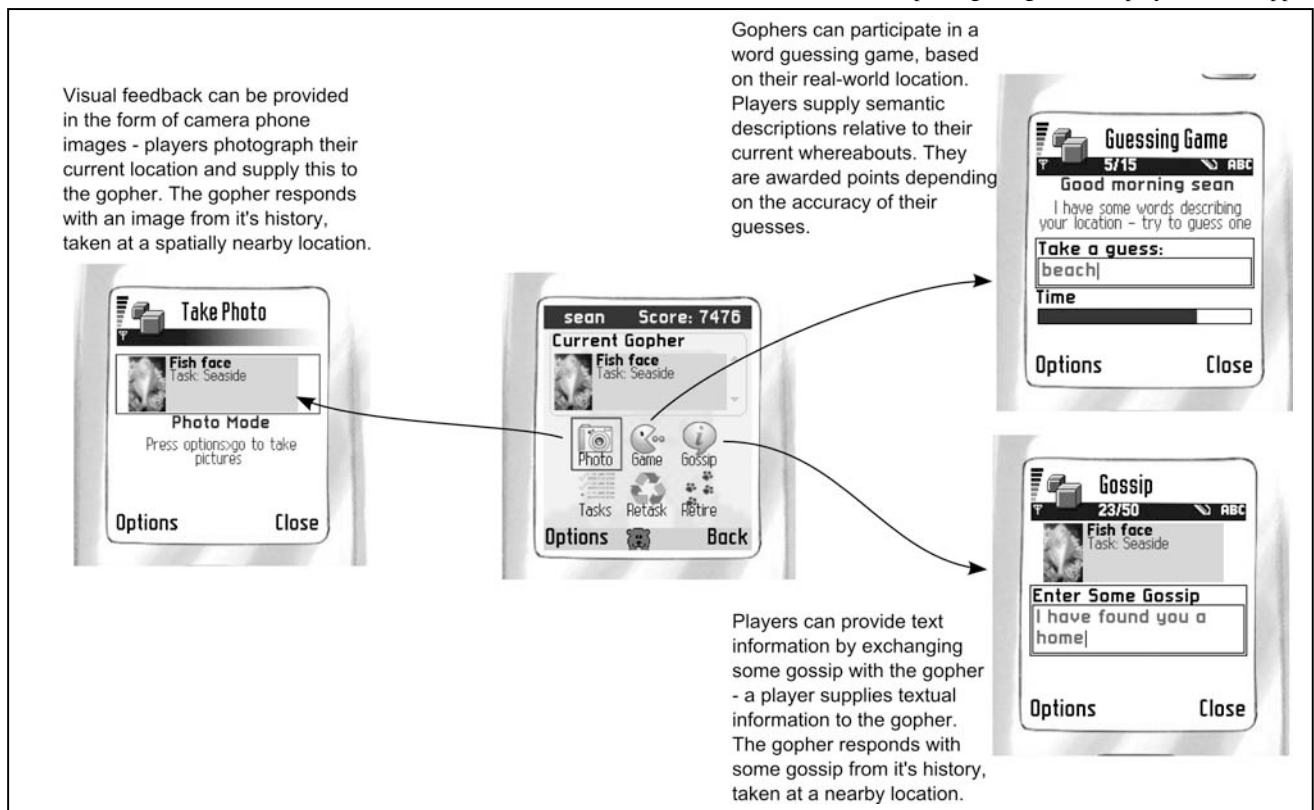 Gophers can participate in a
word guessing game, based
on their real-world location.
Players supply semantic
descriptions relative to their
current whereabouts. They
are awarded points depending
on the accuracy of their
guesses.
Visual feedback can be provided
in the form of camera phone
images - players photograph their
current location and supply this to
the gopher. The gopher responds
with an image from it's history,
taken at a spatially nearby location.
Take Photo
Fish face
Task: Seaside
Photo Mode
Press options>go to take
pictures
Options Close
sean Score: 7476
Current Gopher
Fish face
Task: Seaside
Photo Game Gossip
Tasks Retask Retire
Options Back
Guessing Game
5/15 ABC
Good morning sean
I have some words describing
your location - try to guess one
Take a guess:
beach
Time
Options Close
Gossip
23/50 ABC
Fish face
Task: Seaside
Enter Some Gossip
I have found you a
home
Options Close
Players can provide text
information by exchanging
some gossip with the gopher
- a player supplies textual
information to the gopher.
The gopher responds with
some gossip from it's history,
taken at a nearby location.